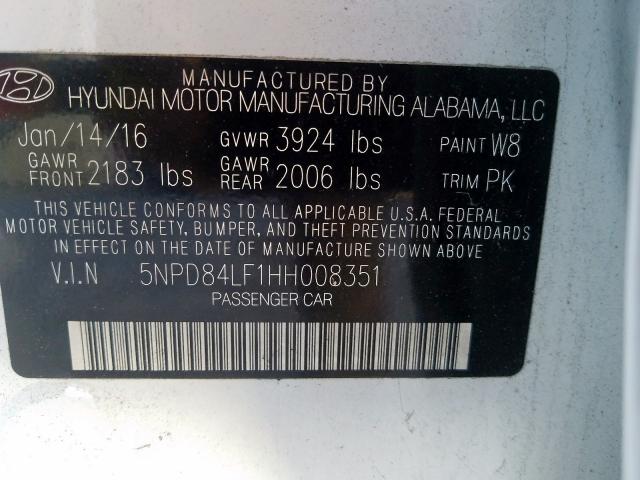 MANUFACTURED BY
HYUNDAI MOTOR MANUFACTURING ALABAMA, LLC
Jan/14/16 GVWR 3924 lbs PAINT W8
GAWR FRONT 2183 lbs GAWR REAR 2006 lbs TRIM PK
THIS VEHICLE CONFORMS TO ALL APPLICABLE U.S.A. FEDERAL
MOTOR VEHICLE SAFETY, BUMPER, AND THEFT PREVENTION STANDARDS
IN EFFECT ON THE DATE OF MANUFACTURE SHOWN ABOVE
V.I.N 5NPD84LF1HH008351
PASSENGER CAR